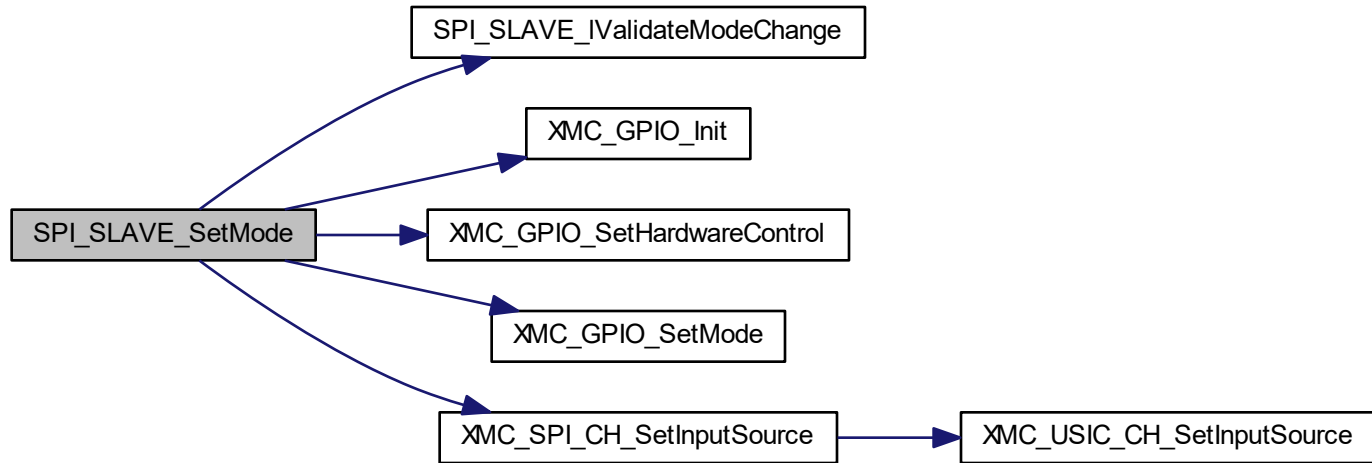 SPI_SLAVE_lValidateModeChange
XMC_GPIO_Init
SPI_SLAVE_SetMode
XMC_GPIO_SetHardwareControl
XMC_GPIO_SetMode
XMC_SPI_CH_SetInputSource
XMC_USIC_CH_SetInputSource